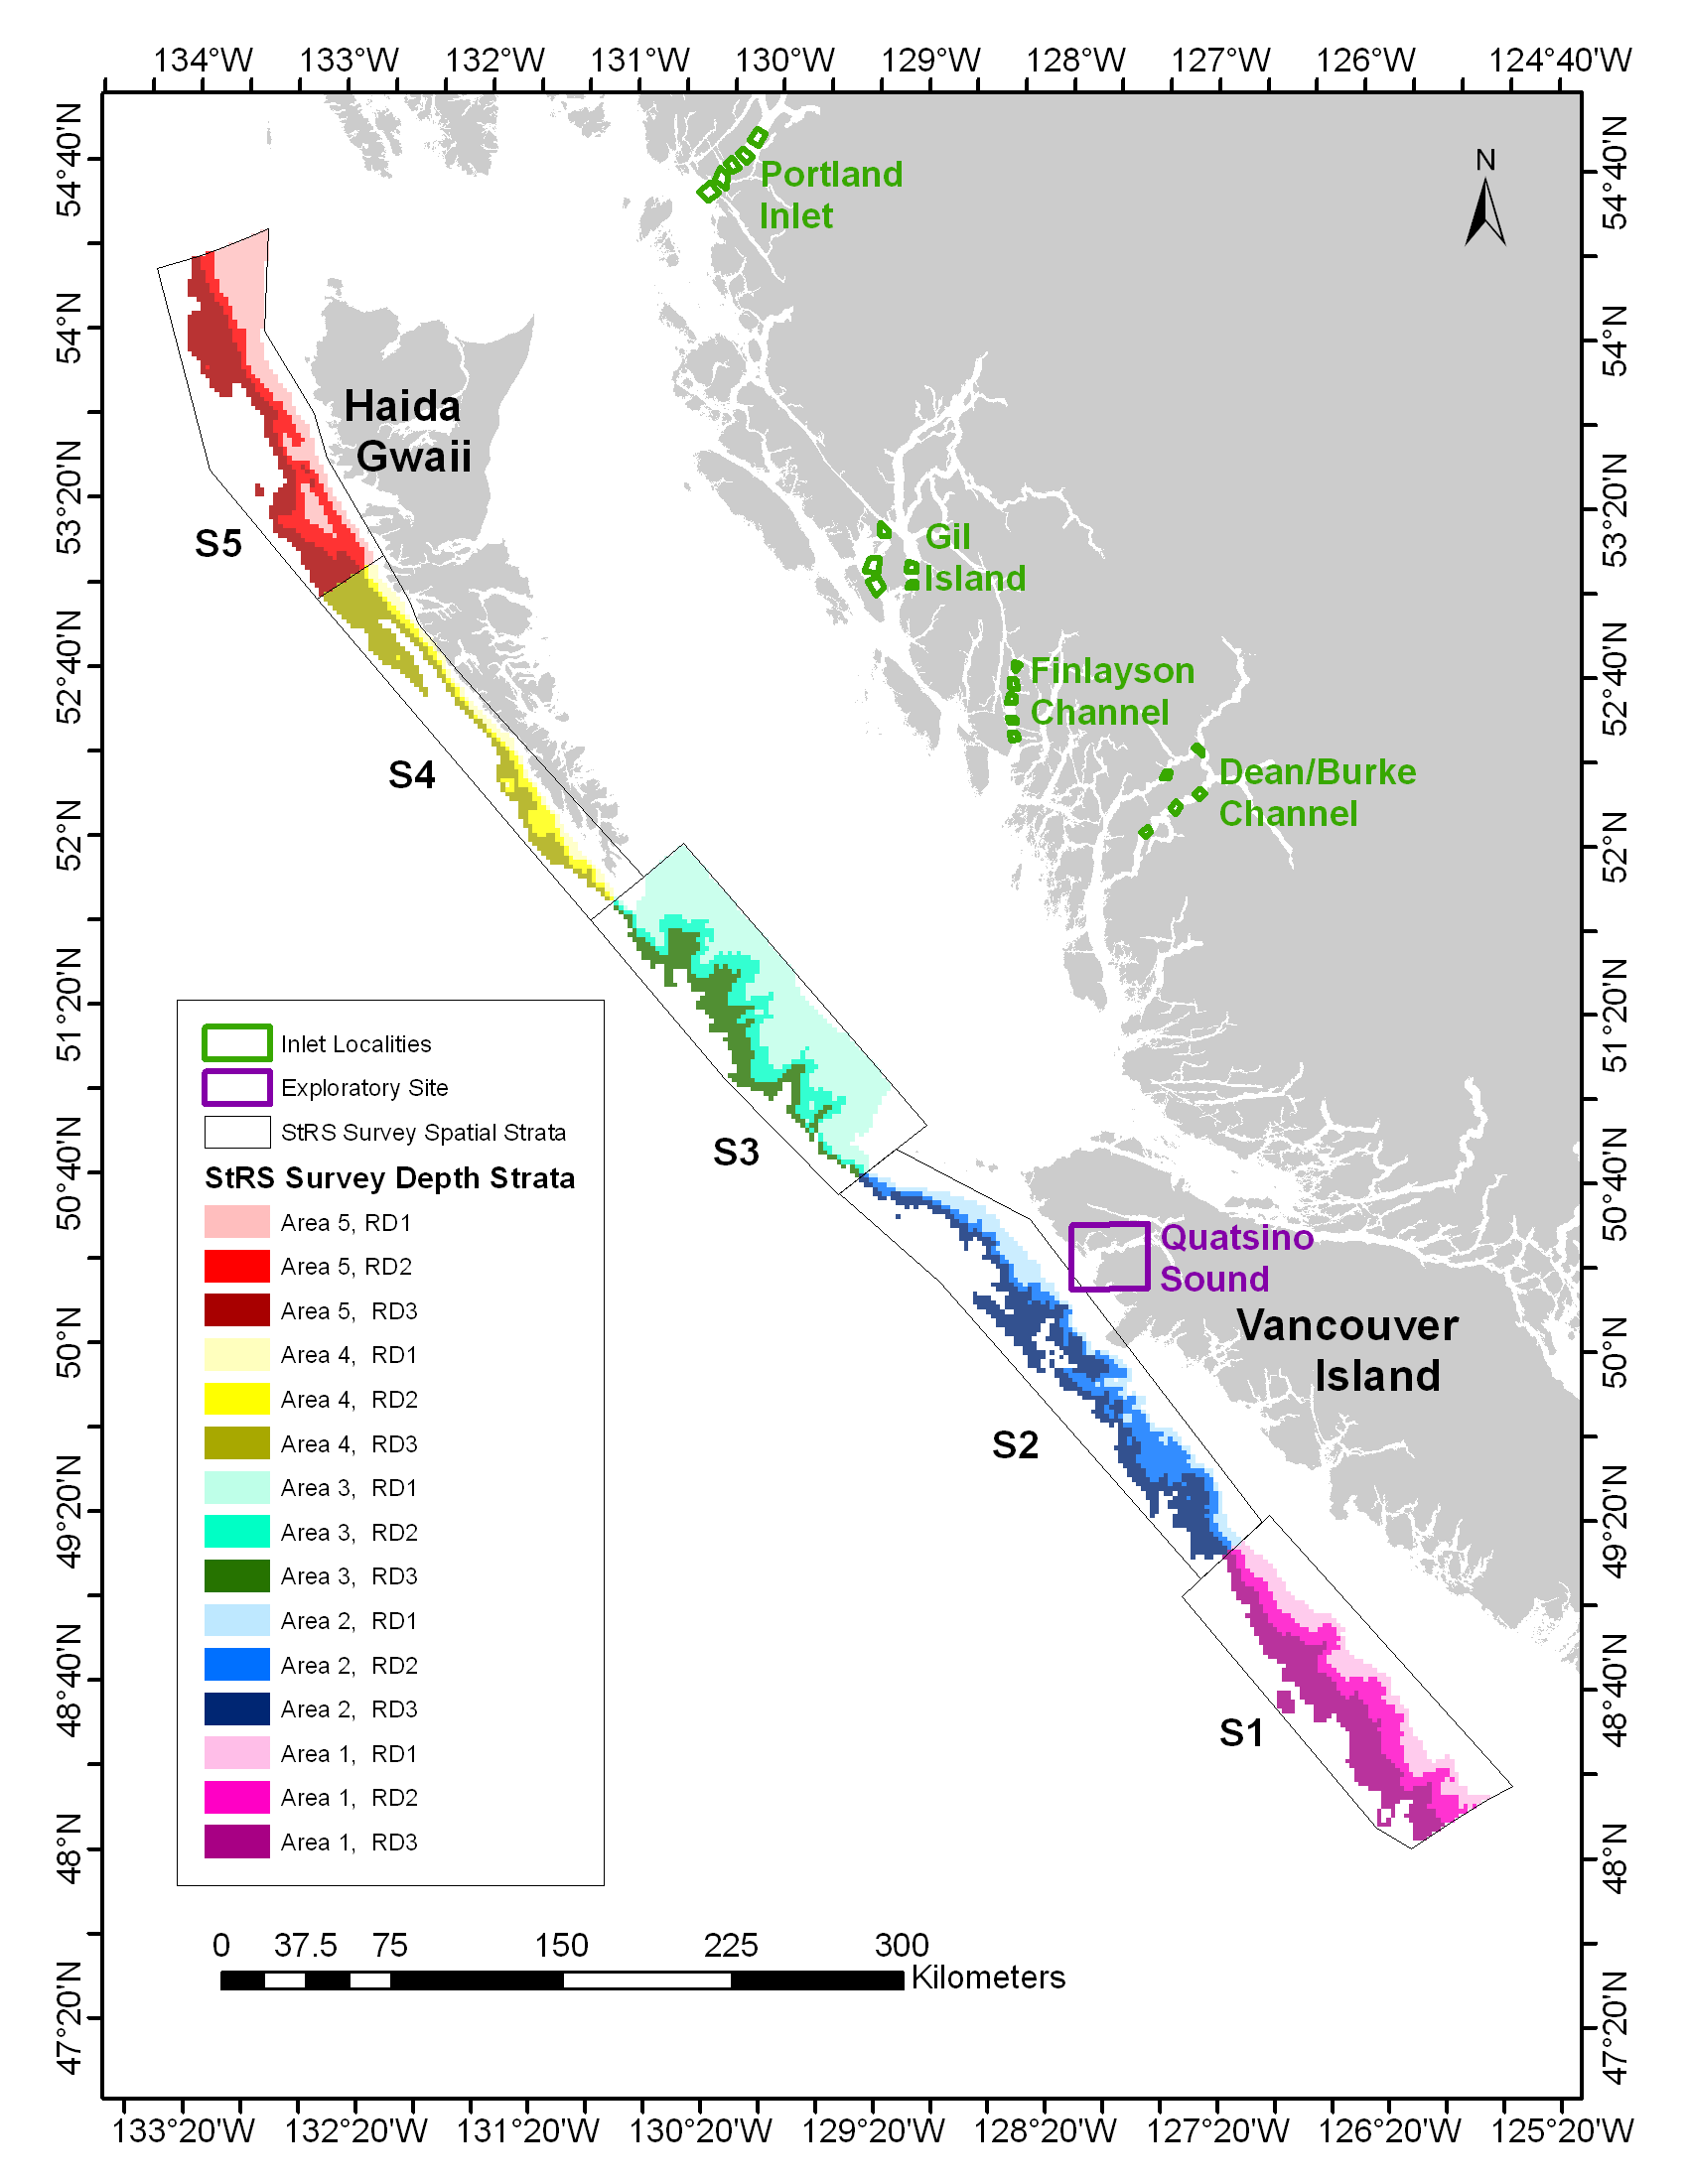 134°W 133°W 132°W 131°W 130°W 129°W 128°W 127°W 126°W 124°40'W
54°40'N
54°N
53°20'N
52°40'N
52°N
51°20'N
50°40'N
50°N
49°20'N
48°40'N
48°N
47°20'N
54°40'N
54°N
53°20'N
52°40'N
52°N
51°20'N
50°40'N
50°N
49°20'N
48°40'N
48°N
47°20'N
N
Portland
Inlet
Haida
Gwaii
S5
Gil
Island
Finlayson
Channel
Dean/Burke
Channel
S4
S3
Quatsino
Sound
Vancouver
Island
S2
S1
Inlet Localities
Exploratory Site
StRS Survey Spatial Strata
StRS Survey Depth Strata
Area 5, RD1
Area 5, RD2
Area 5, RD3
Area 4, RD1
Area 4, RD2
Area 4, RD3
Area 3, RD1
Area 3, RD2
Area 3, RD3
Area 2, RD1
Area 2, RD2
Area 2, RD3
Area 1, RD1
Area 1, RD2
Area 1, RD3
0 37.5 75 150 225 300
Kilometers
133°20'W 132°20'W 131°20'W 130°20'W 129°20'W 128°20'W 127°20'W 126°20'W 125°20'W